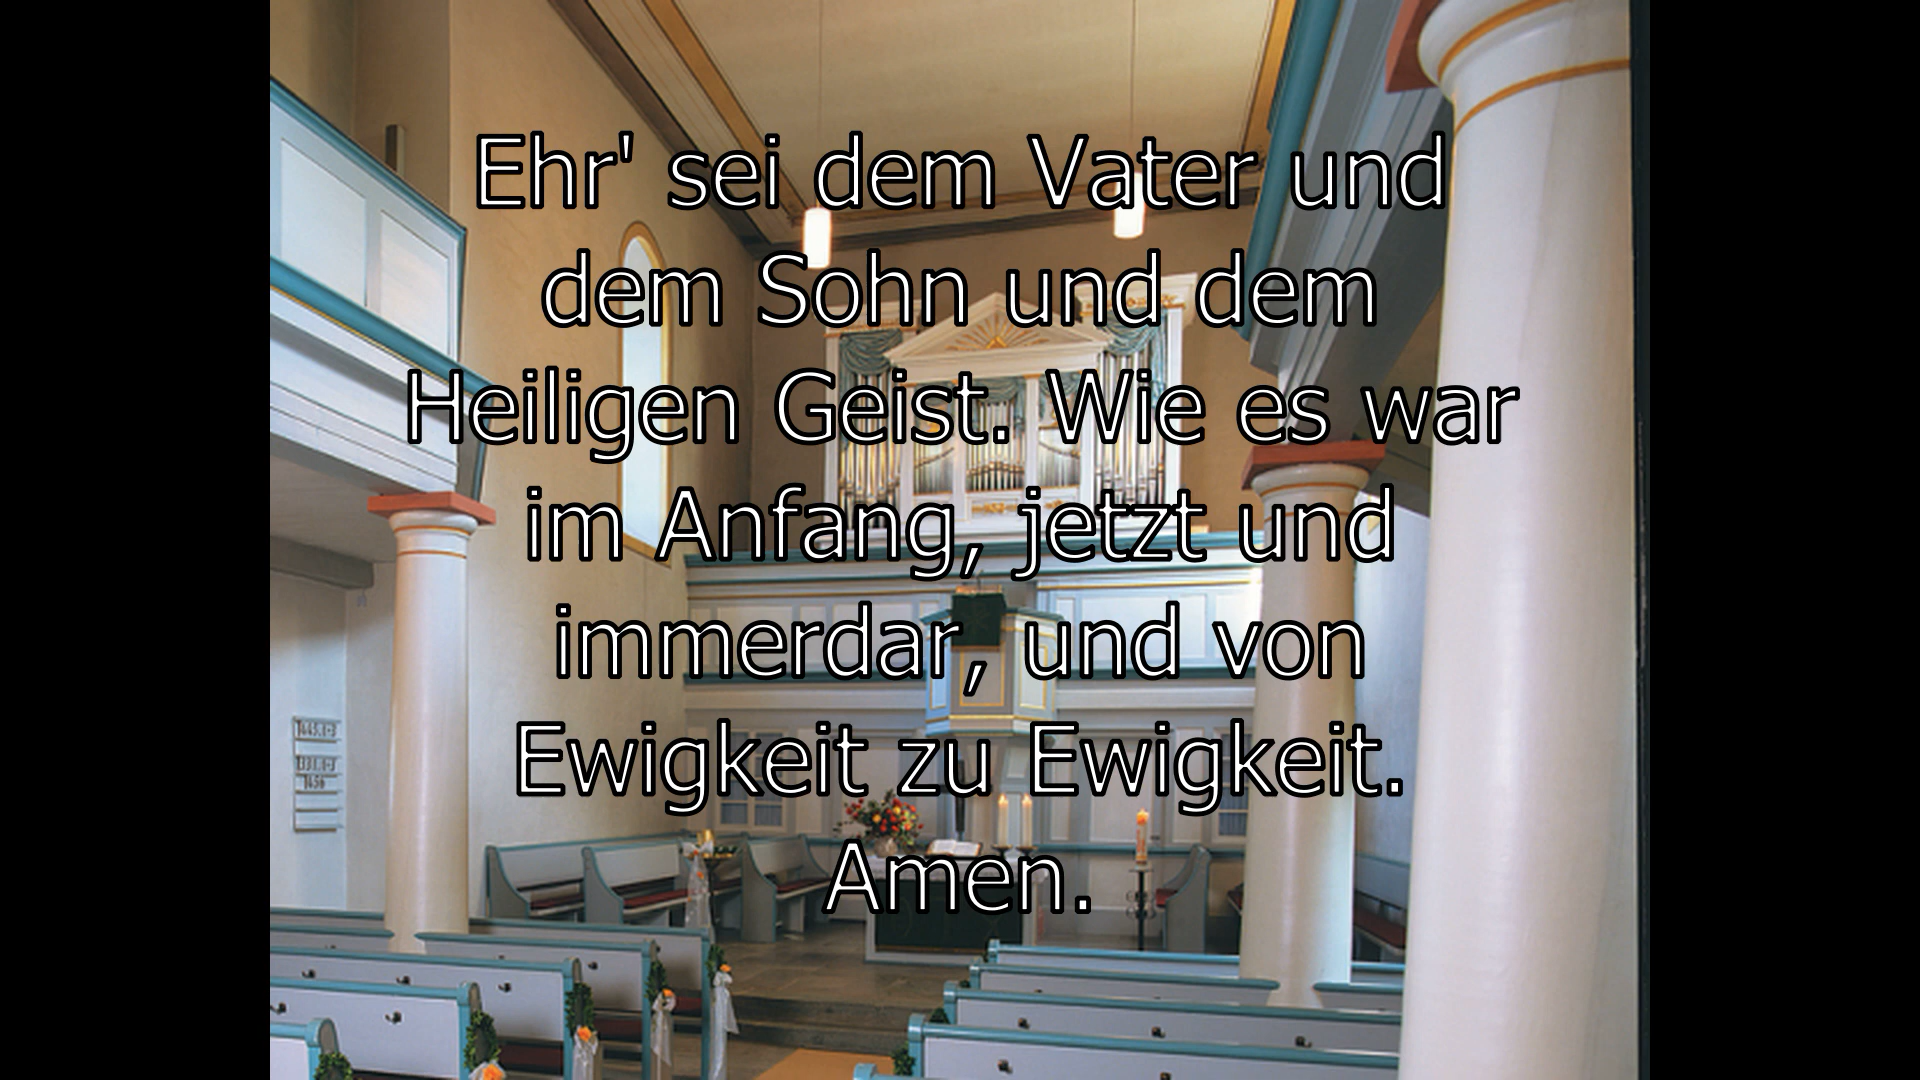 Ehr' sei dem Vater und
dem Sohn und dem
Heiligen Geist. Wie es war
im Anfang, jetzt und
immerdar, und von
Ewigkeit zu Ewigkeit.
Amen.